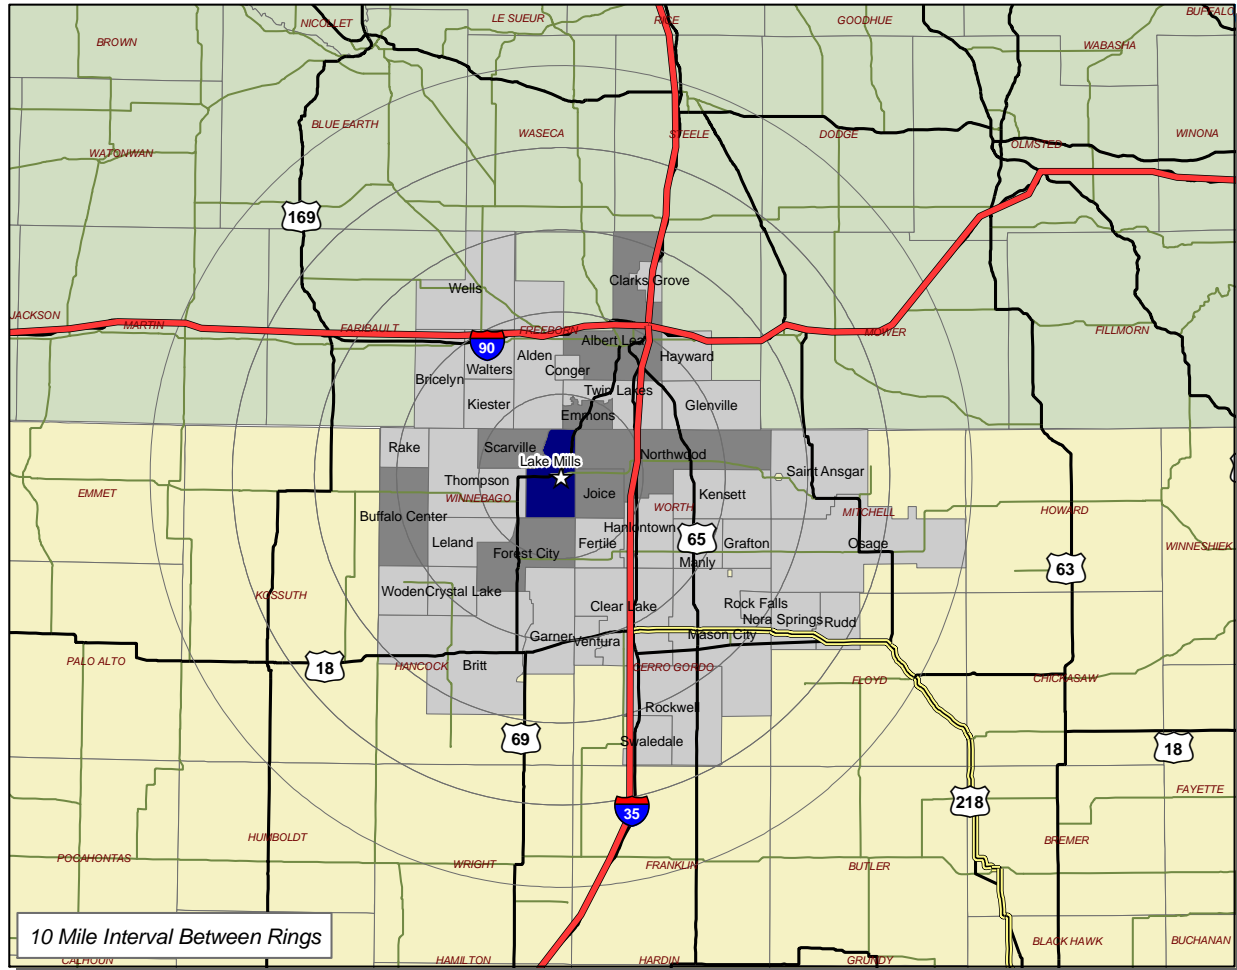 NICOLLET
LE SUEUR
RICE
GOODHUE
BUFFALO
BROWN
WABASHA
BLUE EARTH
WASECA
STEELE
DODGE
OLMSTED
WINONA
WATONWAN
169
Clarks Grove
Wells
JACKSON
MARTIN
FARIBAULT
FREEBORN
MOWER
FILLMORN
90
Albert Lea
Alden
Hayward
Walters
Conger
Bricelyn
Twin Lakes
Kiester
Glenville
Emmons
Rake
Scarville
Northwood
Lake Mills
Saint Ansgar
Thompson
EMMET
WINNEBAGO
Joice
Kensett
WORTH
MITCHELL
HOWARD
Buffalo Center
Hanlontown
65
Leland
Fertile
Grafton
Osage
WINNESHIEK
Forest City
Manly
63
KOSSUTH
Woden
Crystal Lake
Clear Lake
Rock Falls
Nora Springs
Rudd
Garner
Ventura
Mason City
PALO ALTO
18
HANCOCK
Britt
CERRO GORDO
FLOYD
CHICKASAW
Rockwell
69
Swaledale
18
35
218
FAYETTE
HUMBOLDT
BREMER
POCAHONTAS
WRIGHT
FRANKLIN
BUTLER
10 Mile Interval Between Rings
BLACK HAWK
BUCHANAN
CALHOUN
HAMILTON
HARDIN
GRUNDY